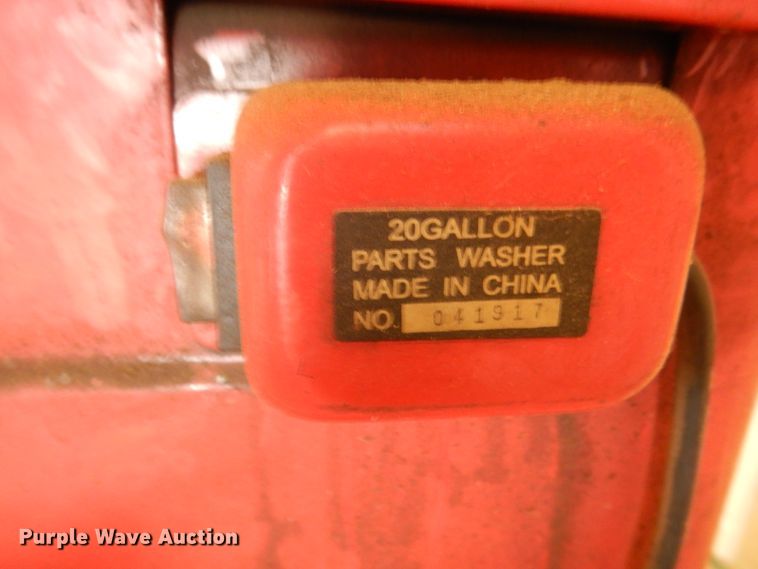 20GALLON
PARTS WASHER
MADE IN CHINA
NO. 041917
Purple Wave Auction